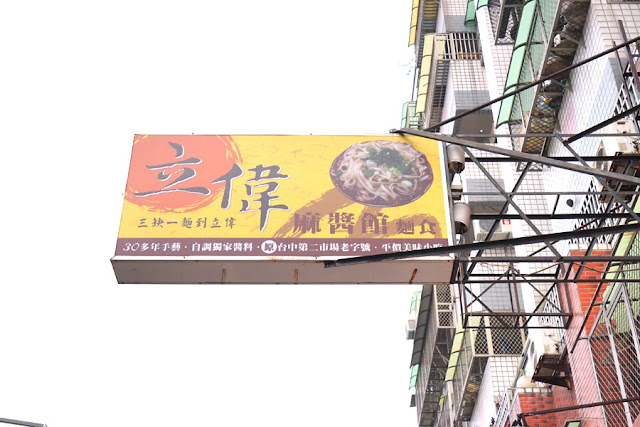 立偉
三缺一麵到立偉
麻醬館 麵食
30多年手藝．自調獨家醬料．原台中第二市場老字號．平價美味小吃